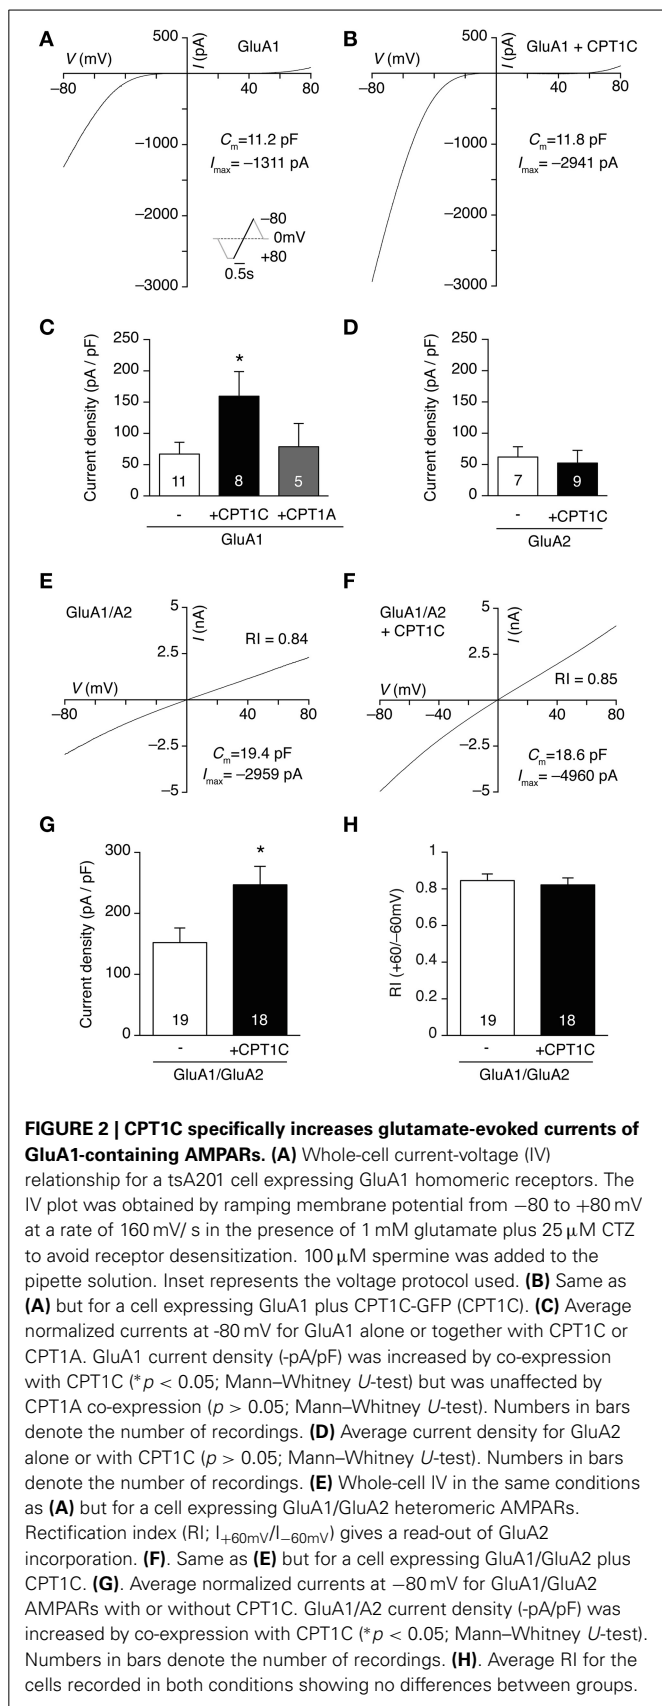 A
500
I (pA)
GluA1
V (mV)
−80
40
80
−1000
Cm=11.2 pF
Imax= −1311 pA
−2000
−80
0mV
+80
0.5s
−3000
B
500
I (pA)
GluA1 + CPT1C
V (mV)
−80
40
80
−1000
Cm=11.8 pF
Imax= −2941 pA
−2000
−3000
C
Current density (pA / pF)
250
200
150
100
50
0
*
11
8
5
-
+CPT1C
+CPT1A
GluA1
D
Current density (pA / pF)
250
200
150
100
50
0
7
9
-
+CPT1C
GluA2
E
GluA1/A2
5
I (nA)
2.5
RI = 0.84
V (mV)
−80
40
80
−2.5
−5
Cm=19.4 pF
Imax= −2959 pA
F
GluA1/A2
+ CPT1C
5
I (nA)
2.5
RI = 0.85
V (mV)
−80
−40
40
80
−2.5
−5
Cm=18.6 pF
Imax= −4960 pA
G
Current density (pA / pF)
300
200
100
0
*
19
18
-
+CPT1C
GluA1/GluA2
H
RI (+60/−60mV)
1
0.8
0.6
0.4
0.2
0
19
18
-
+CPT1C
GluA1/GluA2
FIGURE 2 | CPT1C specifically increases glutamate-evoked currents of
GluA1-containing AMPARs. (A) Whole-cell current-voltage (IV)
relationship for a tsA201 cell expressing GluA1 homomeric receptors. The
IV plot was obtained by ramping membrane potential from −80 to +80 mV
at a rate of 160 mV/ s in the presence of 1 mM glutamate plus 25 μM CTZ
to avoid receptor desensitization. 100 μM spermine was added to the
pipette solution. Inset represents the voltage protocol used. (B) Same as
(A) but for a cell expressing GluA1 plus CPT1C-GFP (CPT1C). (C) Average
normalized currents at -80 mV for GluA1 alone or together with CPT1C or
CPT1A. GluA1 current density (-pA/pF) was increased by co-expression
with CPT1C (*p < 0.05; Mann–Whitney U-test) but was unaffected by
CPT1A co-expression (p > 0.05; Mann–Whitney U-test). Numbers in bars
denote the number of recordings. (D) Average current density for GluA2
alone or with CPT1C (p > 0.05; Mann–Whitney U-test). Numbers in bars
denote the number of recordings. (E) Whole-cell IV in the same conditions
as (A) but for a cell expressing GluA1/GluA2 heteromeric AMPARs.
Rectification index (RI; I+60mV/I−60mV) gives a read-out of GluA2
incorporation. (F). Same as (E) but for a cell expressing GluA1/GluA2 plus
CPT1C. (G). Average normalized currents at −80 mV for GluA1/GluA2
AMPARs with or without CPT1C. GluA1/A2 current density (-pA/pF) was
increased by co-expression with CPT1C (*p < 0.05; Mann–Whitney U-test).
Numbers in bars denote the number of recordings. (H). Average RI for the
cells recorded in both conditions showing no differences between groups.